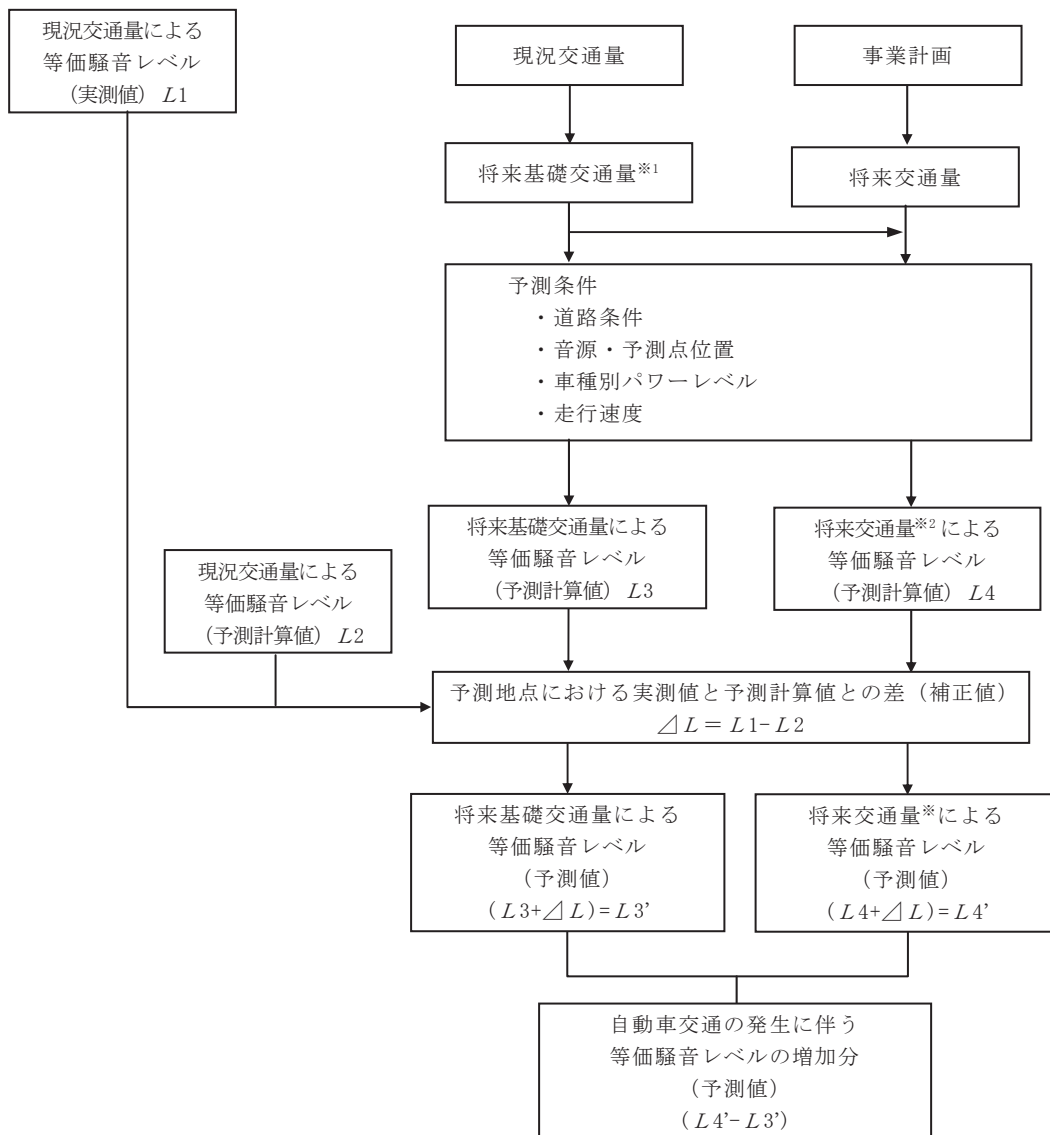 現況交通量による
等価騒音レベル
(実測値) L1
現況交通量
事業計画
将来基礎交通量※1
将来交通量
予測条件
・道路条件
・音源・予測点位置
・車種別パワーレベル
・走行速度
将来基礎交通量による
等価騒音レベル
(予測計算値) L3
将来交通量※2による
等価騒音レベル
(予測計算値) L4
現況交通量による
等価騒音レベル
(予測計算値) L2
予測地点における実測値と予測計算値との差（補正値）
⊿L＝L1-L2
将来基礎交通量による
等価騒音レベル
(予測値)
(L3+⊿L)=L3'
将来交通量※による
等価騒音レベル
(予測値)
(L4+⊿L)=L4'
自動車交通の発生に伴う
等価騒音レベルの増加分
(予測値)
(L4'-L3')